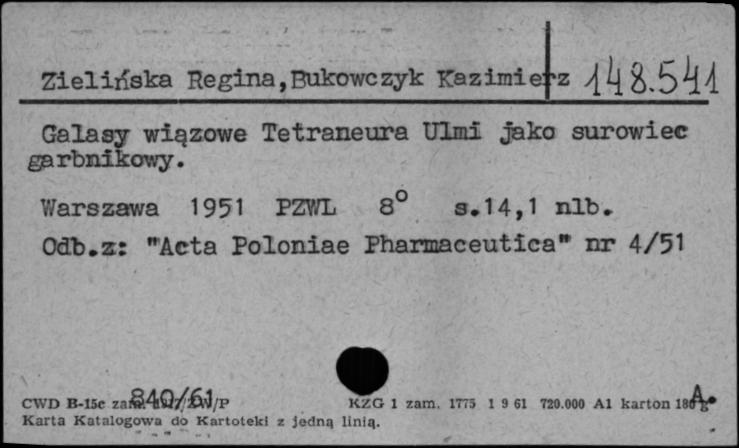 Zielińska Regina,Bukowczyk Kazimierz 148.541
Galasy wiązowe Tetraneura Ulmi jako surowiec
garbnikowy.
Warszawa 1951 PZWL 8° s.14,1 nlb.
Odb.z: "Acta Poloniae Pharmaceutica" nr 4/51
840/61 A.
CWD B-15c zam. KZG 1 zam. 1775 1 9 61 720.000 A1 karton 180 g
Karta Katalogowa do Kartoteki z jedną linią.